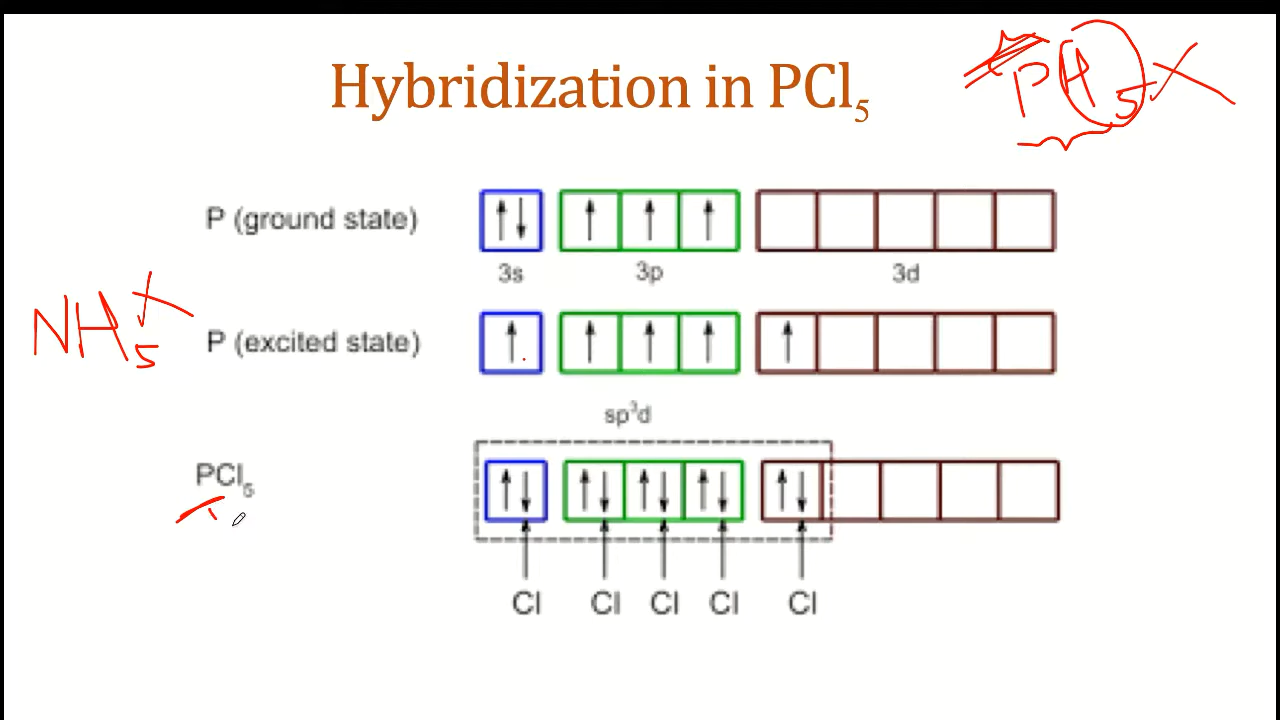 Hybridization in PCl₅
PH₅
P (ground state)
3s 3p 3d
NH₅
P (excited state)
sp³d
PCl₅
Cl Cl Cl Cl Cl